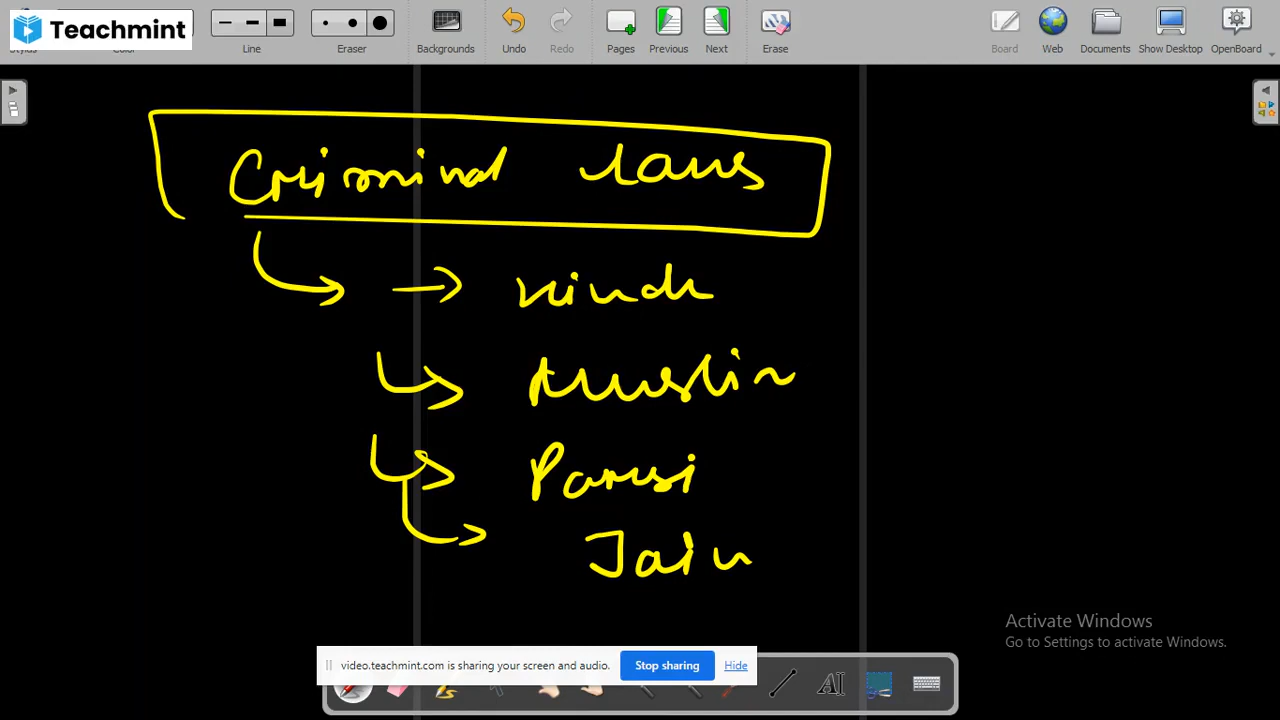 Teachmint
Color Line Eraser Backgrounds Undo Redo Pages Previous Next Erase Board Web Documents Show Desktop OpenBoard
Criminal laws
Hindu
Muslim
Parsi
Jain
Activate Windows
Go to Settings to activate Windows.
video.teachmint.com is sharing your screen and audio. Stop sharing Hide
AI